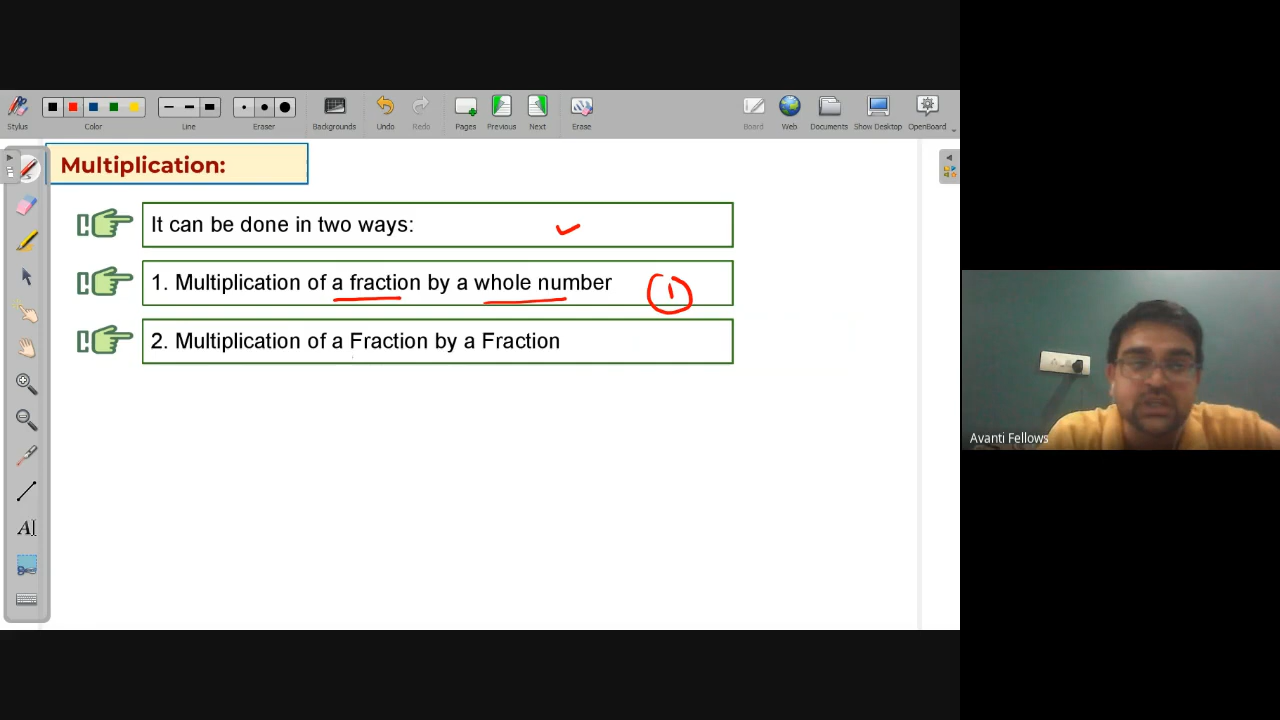 Stylus
Color
Line
Eraser
Backgrounds
Undo
Redo
Pages
Previous
Next
Erase
Board
Web
Documents
Show Desktop
OpenBoard
Multiplication:
It can be done in two ways:
1. Multiplication of a fraction by a whole number
1
2. Multiplication of a Fraction by a Fraction
A
Avanti Fellows